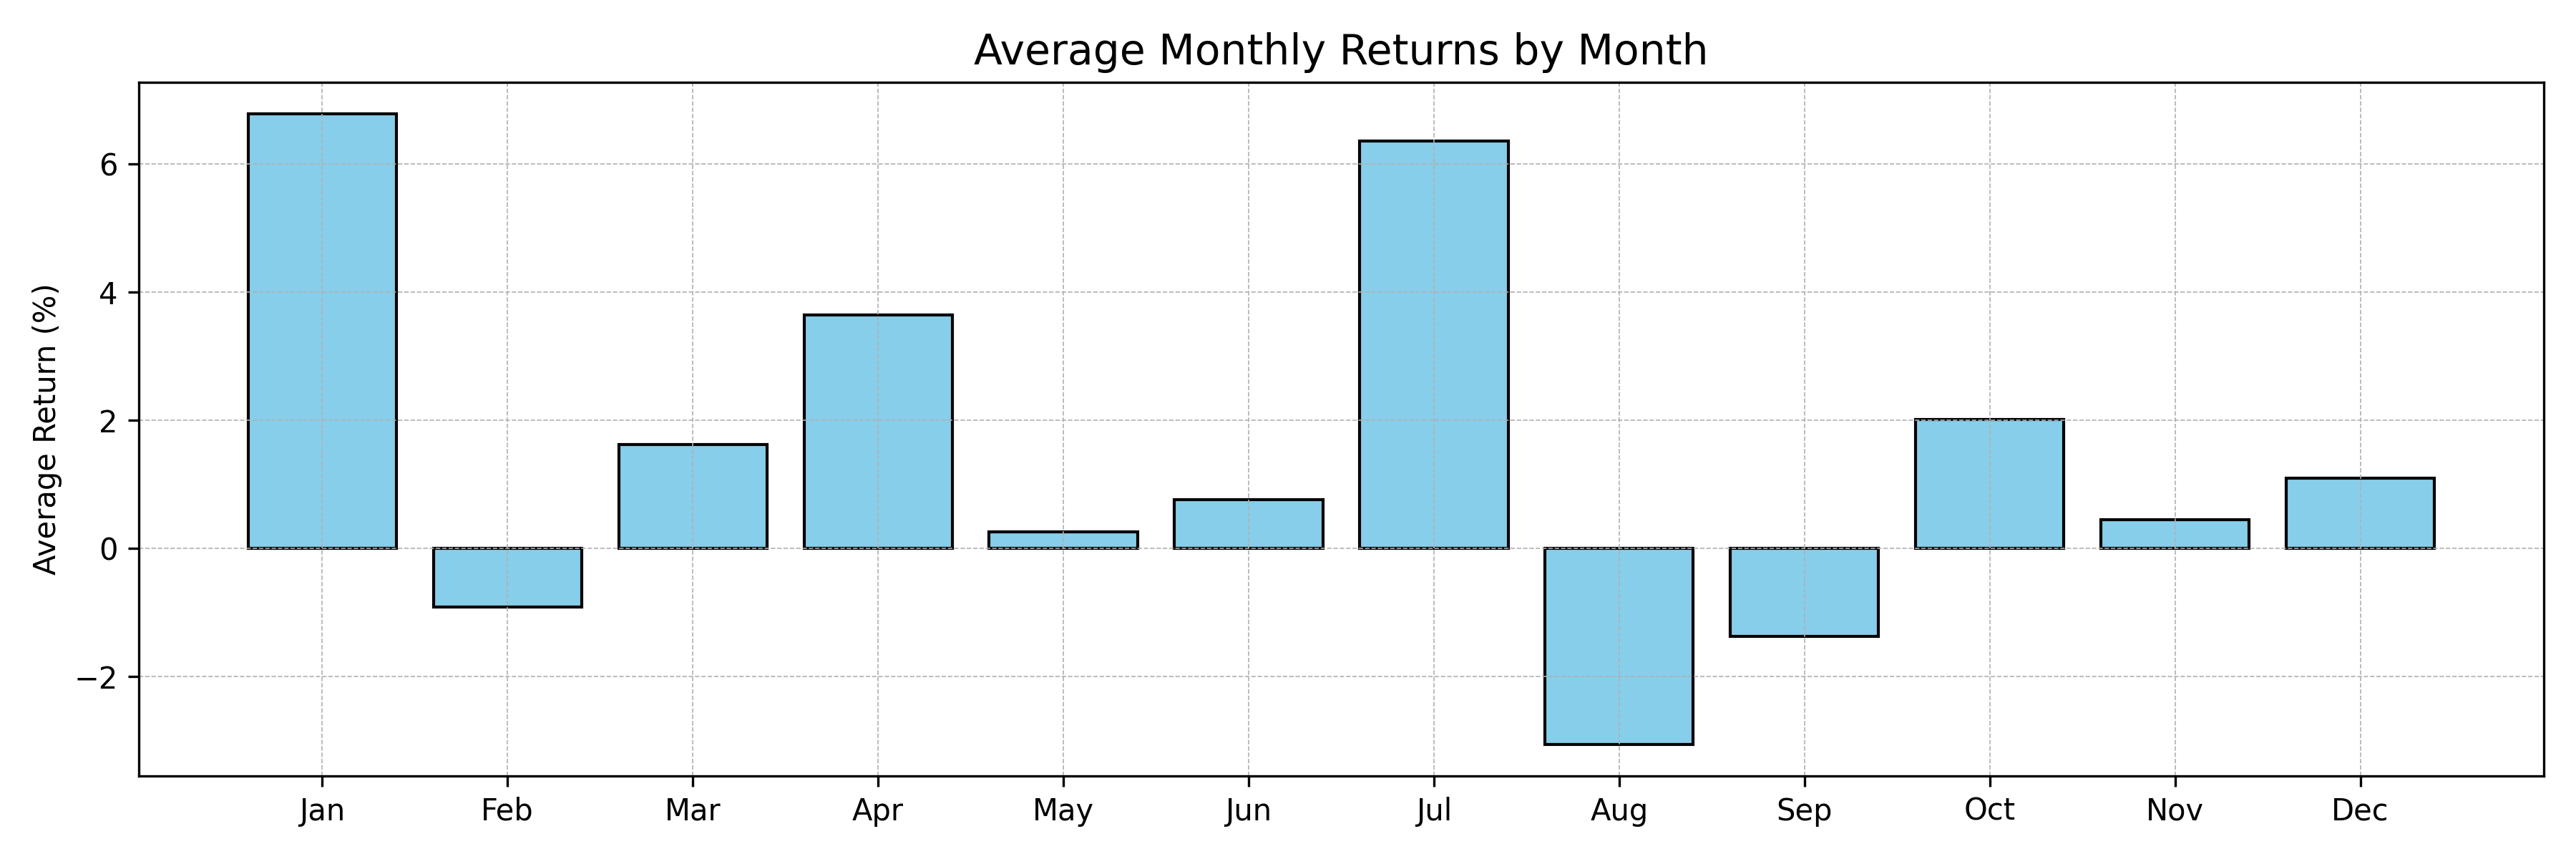 Average Monthly Returns by Month
Average Return (%)
6
4
2
0
−2
Jan Feb Mar Apr May Jun Jul Aug Sep Oct Nov Dec